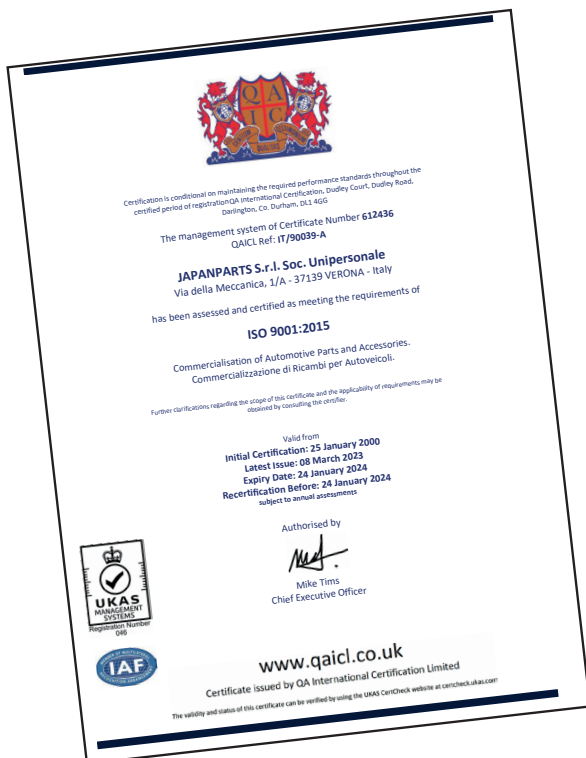 QA
IC
Certification is conditional on maintaining the required performance standards throughout the
certified period of registrationQA International Certification, Dudley Court, Dudley Road,
Darlington, Co. Durham, DL1 4GG
The management system of Certificate Number 612436
QAICL Ref: IT/90039-A
JAPANPARTS S.r.l. Soc. Unipersonale
Via della Meccanica, 1/A - 37139 VERONA - Italy
has been assessed and certified as meeting the requirements of
ISO 9001:2015
Commercialisation of Automotive Parts and Accessories.
Commercializzazione di Ricambi per Autoveicoli.
Further clarifications regarding the scope of this certificate and the applicability of requirements may be
obtained by consulting the certifier.
Valid from
Initial Certification: 25 January 2000
Latest Issue: 08 March 2023
Expiry Date: 24 January 2024
Recertification Before: 24 January 2024
subject to annual assessments
Authorised by
Mike Tims
Chief Executive Officer
UKAS
MANAGEMENT
SYSTEMS
Registration Number
046
IAF
www.qaicl.co.uk
Certificate issued by QA International Certification Limited
The validity and status of this certificate can be verified by using the UKAS CertCheck website at certcheck.ukas.com